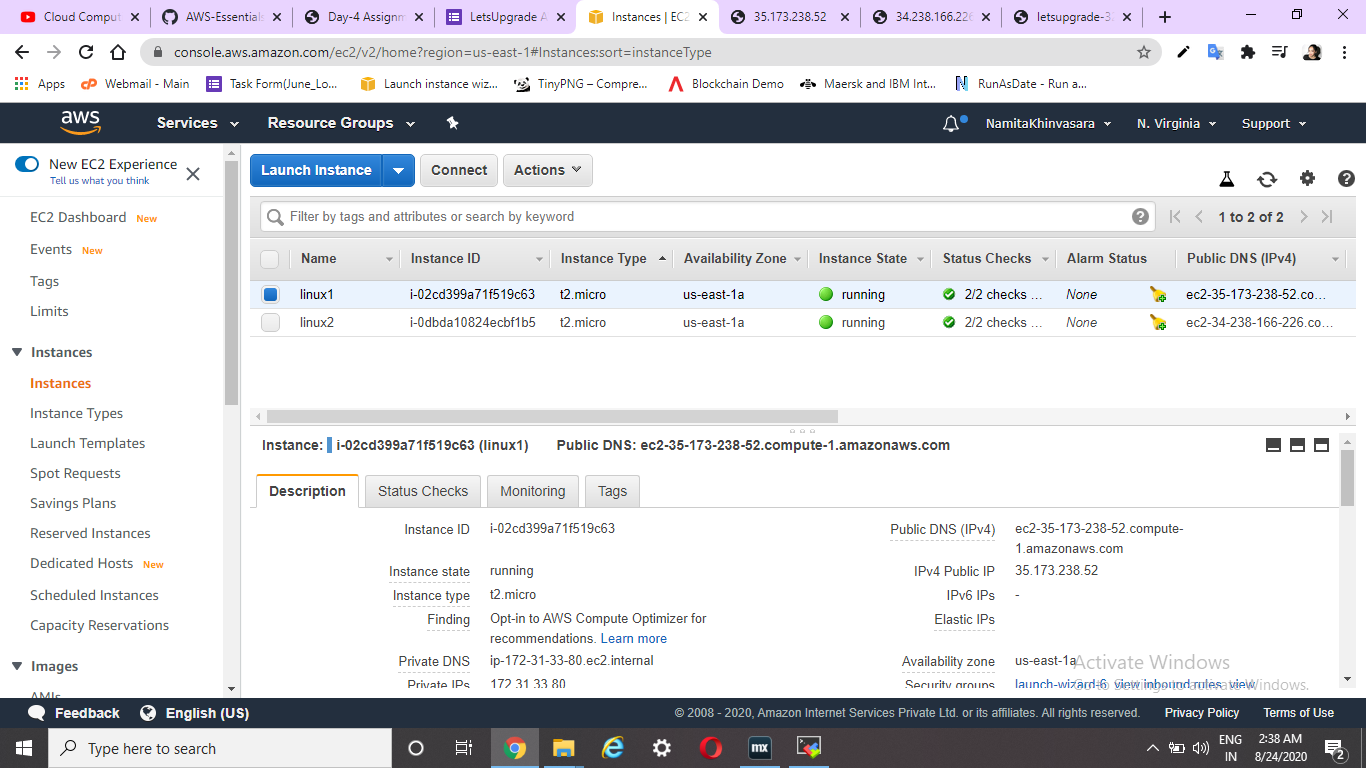 Cloud Comput
AWS-Essentials
Day-4 Assignm
LetsUpgrade A
Instances | EC2
35.173.238.52
34.238.166.226
letsupgrade-3
console.aws.amazon.com/ec2/v2/home?region=us-east-1#Instances:sort=instanceType
Apps
Webmail - Main
Task Form(June_Lo...
Launch instance wiz...
TinyPNG – Compre...
Blockchain Demo
Maersk and IBM Int...
RunAsDate - Run a...
aws
Services
Resource Groups
NamitaKhinvasara
N. Virginia
Support
New EC2 Experience
Tell us what you think
EC2 Dashboard New
Events New
Tags
Limits
Instances
Instances
Instance Types
Launch Templates
Spot Requests
Savings Plans
Reserved Instances
Dedicated Hosts New
Scheduled Instances
Capacity Reservations
Images
AMIs
Launch Instance
Connect
Actions
Filter by tags and attributes or search by keyword
1 to 2 of 2
Name Instance ID Instance Type Availability Zone Instance State Status Checks Alarm Status Public DNS (IPv4)
linux1 i-02cd399a71f519c63 t2.micro us-east-1a running 2/2 checks ... None ec2-35-173-238-52.co...
linux2 i-0dbda10824ecbf1b5 t2.micro us-east-1a running 2/2 checks ... None ec2-34-238-166-226.co...
Instance: i-02cd399a71f519c63 (linux1) Public DNS: ec2-35-173-238-52.compute-1.amazonaws.com
Description
Status Checks
Monitoring
Tags
Instance ID i-02cd399a71f519c63
Instance state running
Instance type t2.micro
Finding Opt-in to AWS Compute Optimizer for
recommendations. Learn more
Private DNS ip-172-31-33-80.ec2.internal
Private IPs 172.31.33.80
Public DNS (IPv4) ec2-35-173-238-52.compute-
1.amazonaws.com
IPv4 Public IP 35.173.238.52
IPv6 IPs -
Elastic IPs
Availability zone us-east-1a
Security groups launch-wizard-6. view inbound rules. view
Activate Windows
Go to Settings to activate Windows.
Feedback
English (US)
© 2008 - 2020, Amazon Internet Services Private Ltd. or its affiliates. All rights reserved.
Privacy Policy
Terms of Use
Type here to search
mx
ENG
IN
2:38 AM
8/24/2020
2